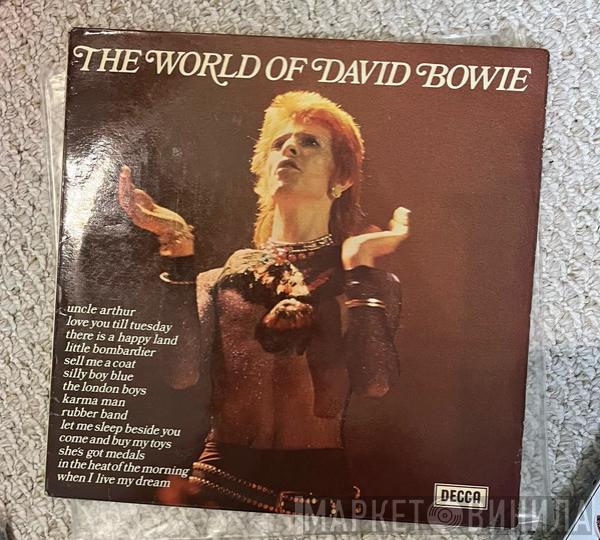 THE WORLD OF DAVID BOWIE
uncle arthur
love you till tuesday
there is a happy land
little bombardier
sell me a coat
silly boy blue
the london boys
karma man
rubber band
let me sleep beside you
come and buy my toys
she's got medals
in the heat of the morning
when I live my dream
DECCA
МАРКЕТ ВИНИЛА